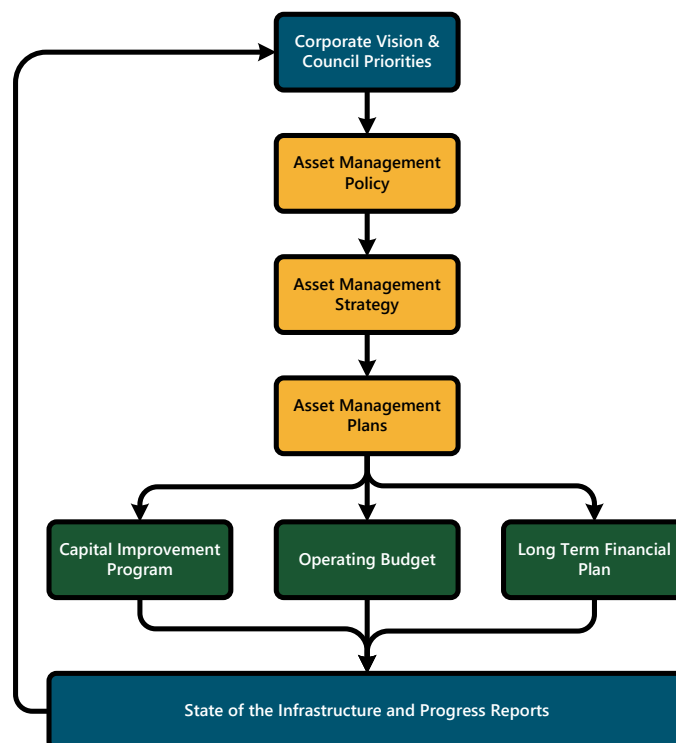 Corporate Vision &
Council Priorities
Asset Management
Policy
Asset Management
Strategy
Asset Management
Plans
Capital Improvement
Program
Operating Budget
Long Term Financial
Plan
State of the Infrastructure and Progress Reports